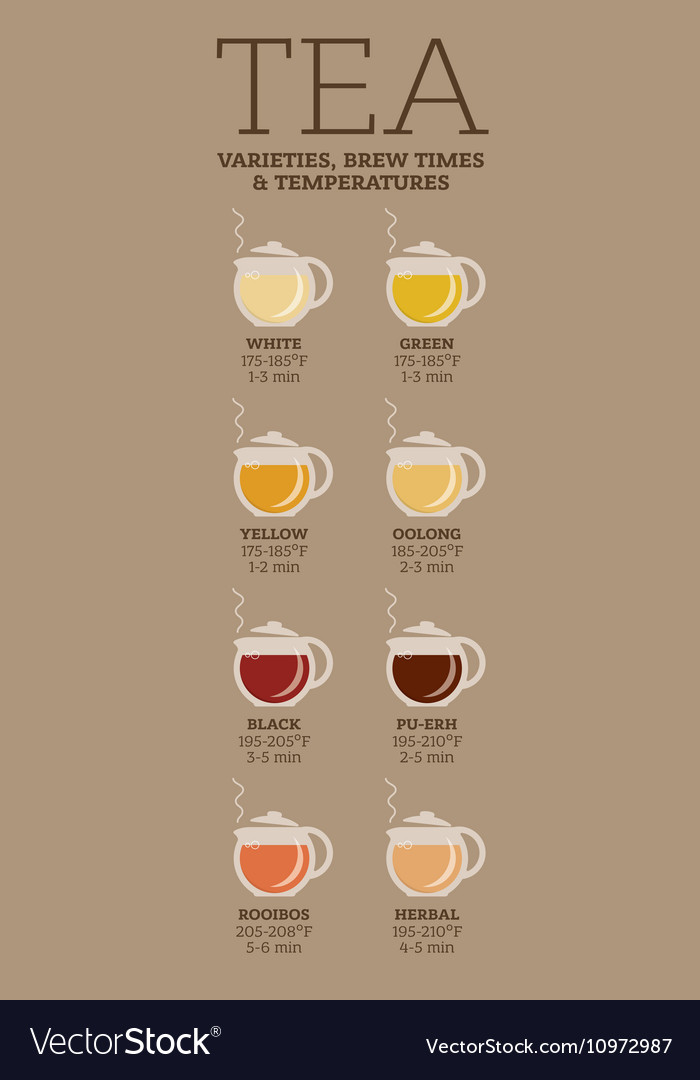 TEA
VARIETIES, BREW TIMES
& TEMPERATURES
WHITE
175-185°F
1-3 min
GREEN
175-185°F
1-3 min
YELLOW
175-185°F
1-2 min
OOLONG
185-205°F
2-3 min
BLACK
195-205°F
3-5 min
PU-ERH
195-210°F
2-5 min
ROOIBOS
205-208°F
5-6 min
HERBAL
195-210°F
4-5 min
VectorStock®
VectorStock.com/10972987